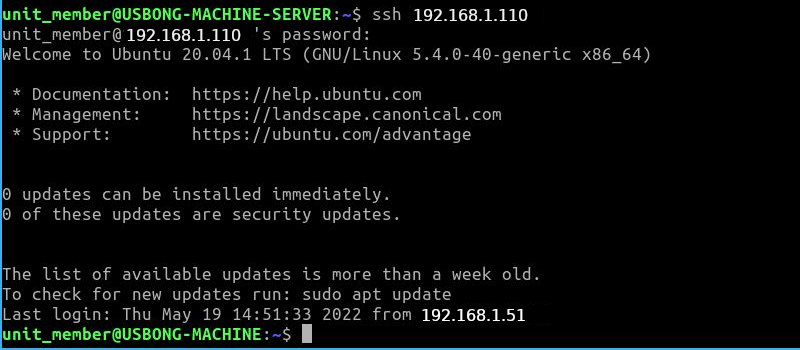 unit_member@USBONG-MACHINE-SERVER:~$ ssh 192.168.1.110
unit_member@ 192.168.1.110 's password:
Welcome to Ubuntu 20.04.1 LTS (GNU/Linux 5.4.0-40-generic x86_64)
* Documentation: https://help.ubuntu.com
* Management: https://landscape.canonical.com
* Support: https://ubuntu.com/advantage
0 updates can be installed immediately.
0 of these updates are security updates.
The list of available updates is more than a week old.
To check for new updates run: sudo apt update
Last login: Thu May 19 14:51:33 2022 from 192.168.1.51
unit_member@USBONG-MACHINE:~$